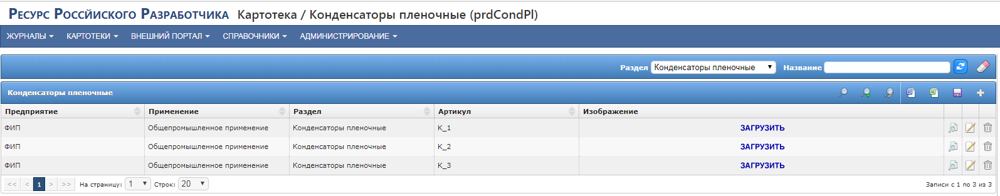 Ресурс Россйиского Разработчика Картотека / Конденсаторы пленочные (prdCondPl)
ЖУРНАЛЫ КАРТОТЕКИ ВНЕШНИЙ ПОРТАЛ СПРАВОЧНИКИ АДМИНИСТРИРОВАНИЕ
Раздел Конденсаторы пленочные Название
Конденсаторы пленочные
Предприятие Применение Раздел Артикул Изображение
ФИП Общепромышленное применение Конденсаторы пленочные K_1 ЗАГРУЗИТЬ
ФИП Общепромышленное применение Конденсаторы пленочные K_2 ЗАГРУЗИТЬ
ФИП Общепромышленное применение Конденсаторы пленочные K_3 ЗАГРУЗИТЬ
<< < 1 > >> На страницу: 1 Строк: 20 Записи с 1 по 3 из 3